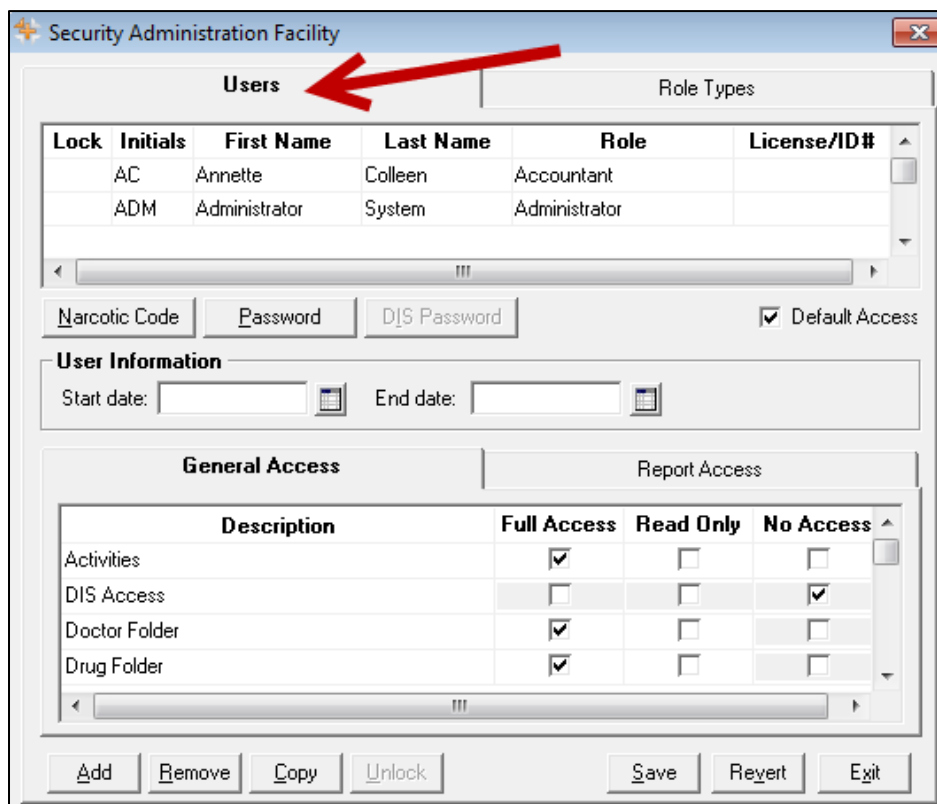 Security Administration Facility
Users Role Types
Lock Initials First Name Last Name Role License/ID#
AC Annette Colleen Accountant
ADM Administrator System Administrator
Narcotic Code Password DIS Password Default Access
User Information
Start date: End date:
General Access Report Access
Description Full Access Read Only No Access
Activities
DIS Access
Doctor Folder
Drug Folder
Add Remove Copy Unlock Save Revert Exit